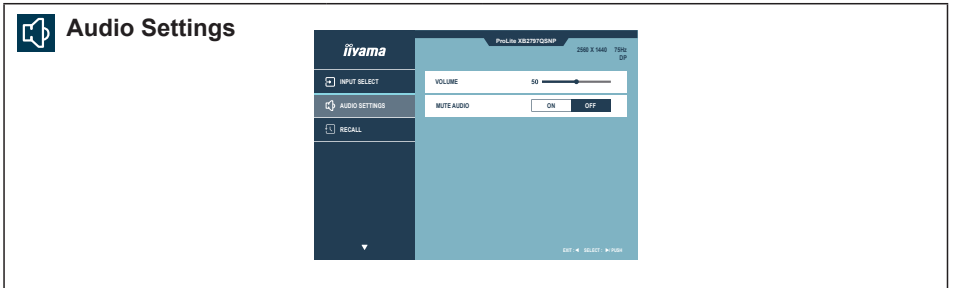 Audio Settings
iiyama
ProLite XB2797QSNP
2560 X 1440 75Hz
DP
INPUT SELECT
VOLUME 50
AUDIO SETTINGS
MUTE AUDIO ON OFF
RECALL
EXIT : ◄ SELECT : ►/ PUSH